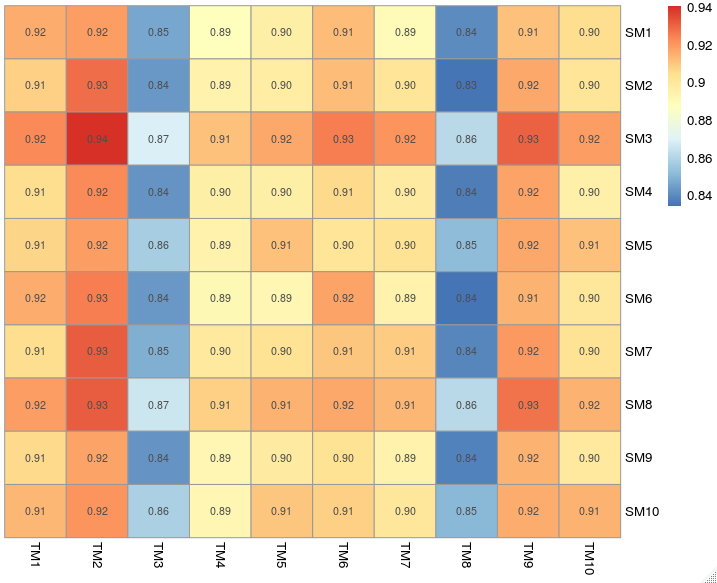 0.92 0.92 0.85 0.89 0.90 0.91 0.89 0.84 0.91 0.90 SM1
0.91 0.93 0.84 0.89 0.90 0.91 0.90 0.83 0.92 0.90 SM2
0.92 0.94 0.87 0.91 0.92 0.93 0.92 0.86 0.93 0.92 SM3
0.91 0.92 0.84 0.90 0.90 0.91 0.90 0.84 0.92 0.90 SM4
0.91 0.92 0.86 0.89 0.91 0.90 0.90 0.85 0.92 0.91 SM5
0.92 0.93 0.84 0.89 0.89 0.92 0.89 0.84 0.91 0.90 SM6
0.91 0.93 0.85 0.90 0.90 0.91 0.91 0.84 0.92 0.90 SM7
0.92 0.93 0.87 0.91 0.91 0.92 0.91 0.86 0.93 0.92 SM8
0.91 0.92 0.84 0.89 0.90 0.90 0.89 0.84 0.92 0.90 SM9
0.91 0.92 0.86 0.89 0.91 0.91 0.90 0.85 0.92 0.91 SM10
TM1 TM2 TM3 TM4 TM5 TM6 TM7 TM8 TM9 TM10
0.94
0.92
0.9
0.88
0.86
0.84